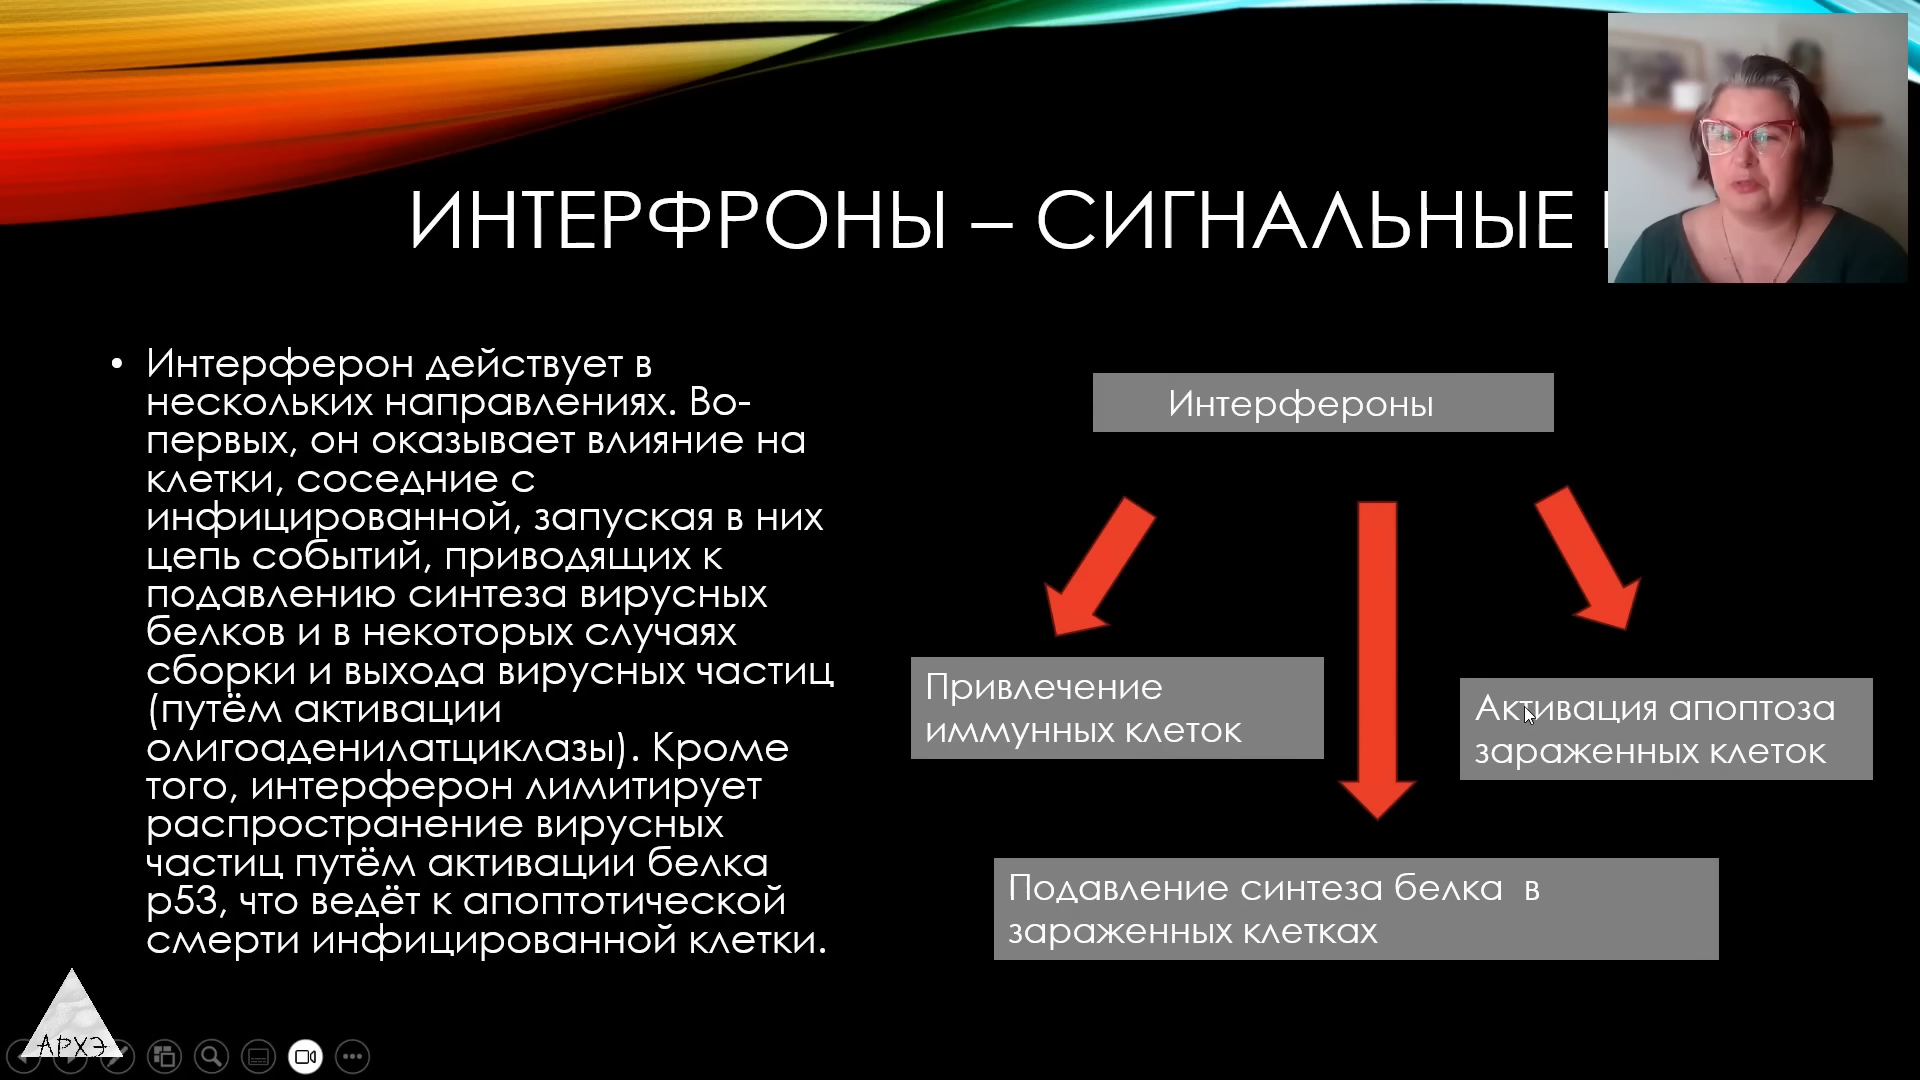 ИНТЕРФРОНЫ – СИГНАЛЬНЫЕ
• Интерферон действует в
нескольких направлениях. Во-
первых, он оказывает влияние на
клетки, соседние с
инфицированной, запуская в них
цепь событий, приводящих к
подавлению синтеза вирусных
белков и в некоторых случаях
сборки и выхода вирусных частиц
(путём активации
олигоаденилатциклазы). Кроме
того, интерферон лимитирует
распространение вирусных
частиц путём активации белка
р53, что ведёт к апоптотической
смерти инфицированной клетки.
Интерфероны
Привлечение
иммунных клеток
Активация апоптоза
зараженных клеток
Подавление синтеза белка  в
зараженных клетках
АРХЭ